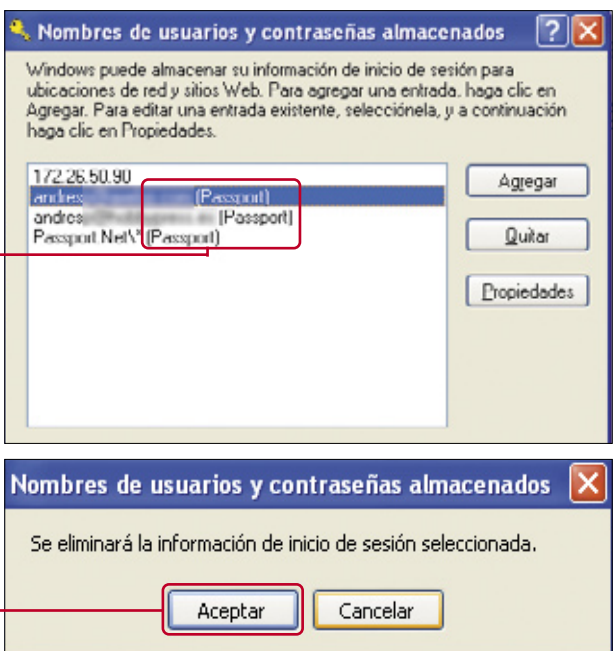 Nombres de usuarios y contraseñas almacenados
Windows puede almacenar su información de inicio de sesión para
ubicaciones de red y sitios Web. Para agregar una entrada, haga clic en
Agregar. Para editar una entrada existente, selecciónela, y a continuación
haga clic en Propiedades.
172.26.50.90
andres (Passport)
andres (Passport)
Passport.Net\* (Passport)
Agregar
Quitar
Propiedades
Nombres de usuarios y contraseñas almacenados
Se eliminará la información de inicio de sesión seleccionada.
Aceptar
Cancelar